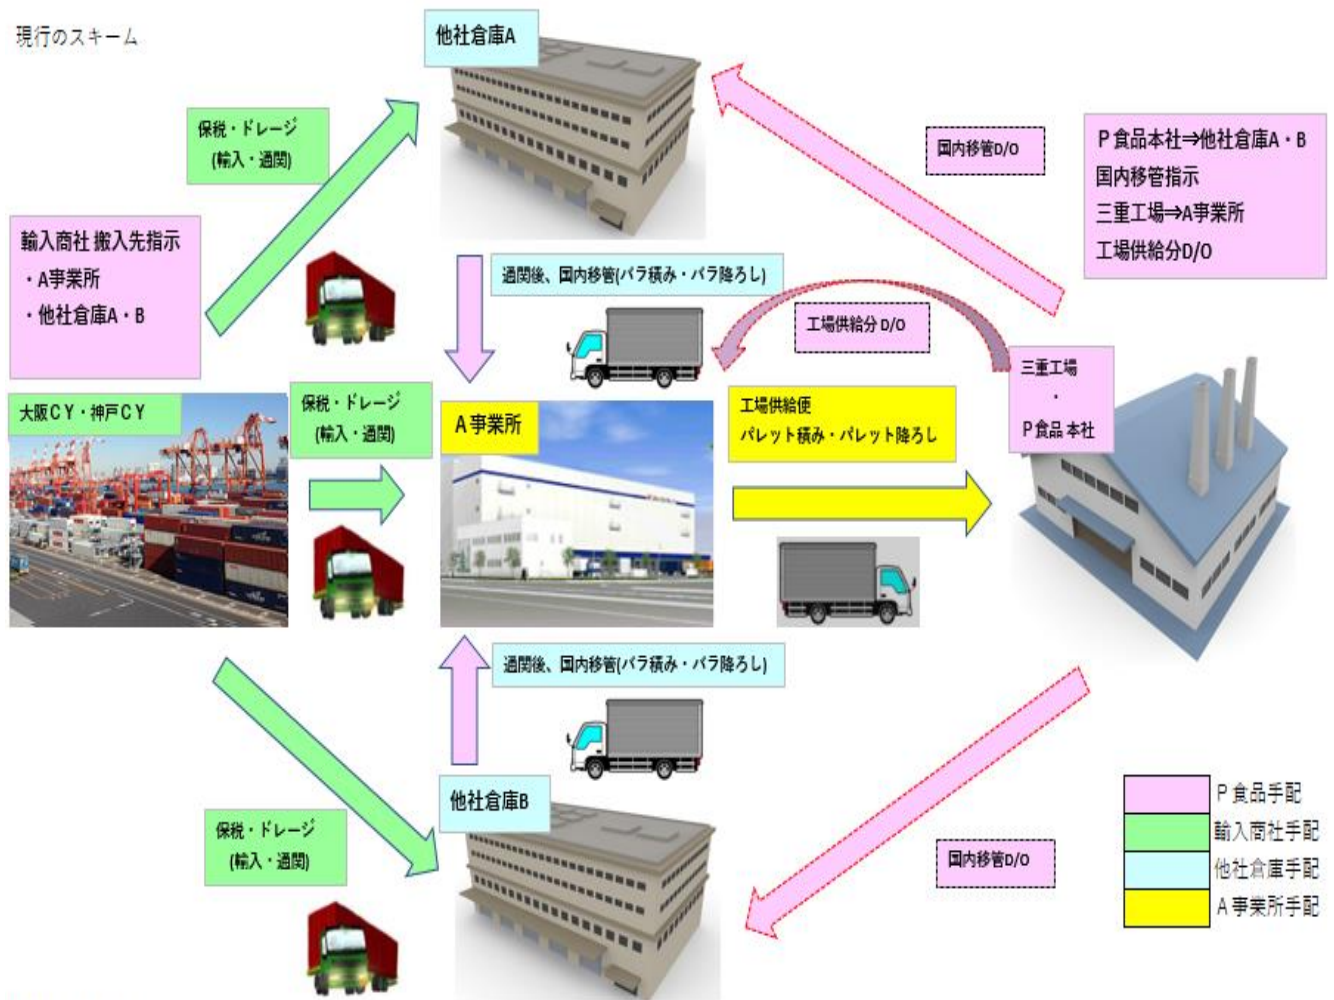 現行のスキーム
他社倉庫A
保税・ドレージ
(輸入・通関)
国内移管D/O
P食品本社⇒他社倉庫A・B
国内移管指示
三重工場⇒A事業所
工場供給分D/O
輸入商社 搬入先指示
・A事業所
・他社倉庫A・B
通関後、国内移管(バラ積み・バラ降ろし)
工場供給分 D/O
三重工場
・
P食品 本社
大阪CY・神戸CY
保税・ドレージ
(輸入・通関)
A事業所
工場供給便
パレット積み・パレット降ろし
通関後、国内移管(バラ積み・バラ降ろし)
他社倉庫B
保税・ドレージ
(輸入・通関)
国内移管D/O
P食品手配
輸入商社手配
他社倉庫手配
A事業所手配